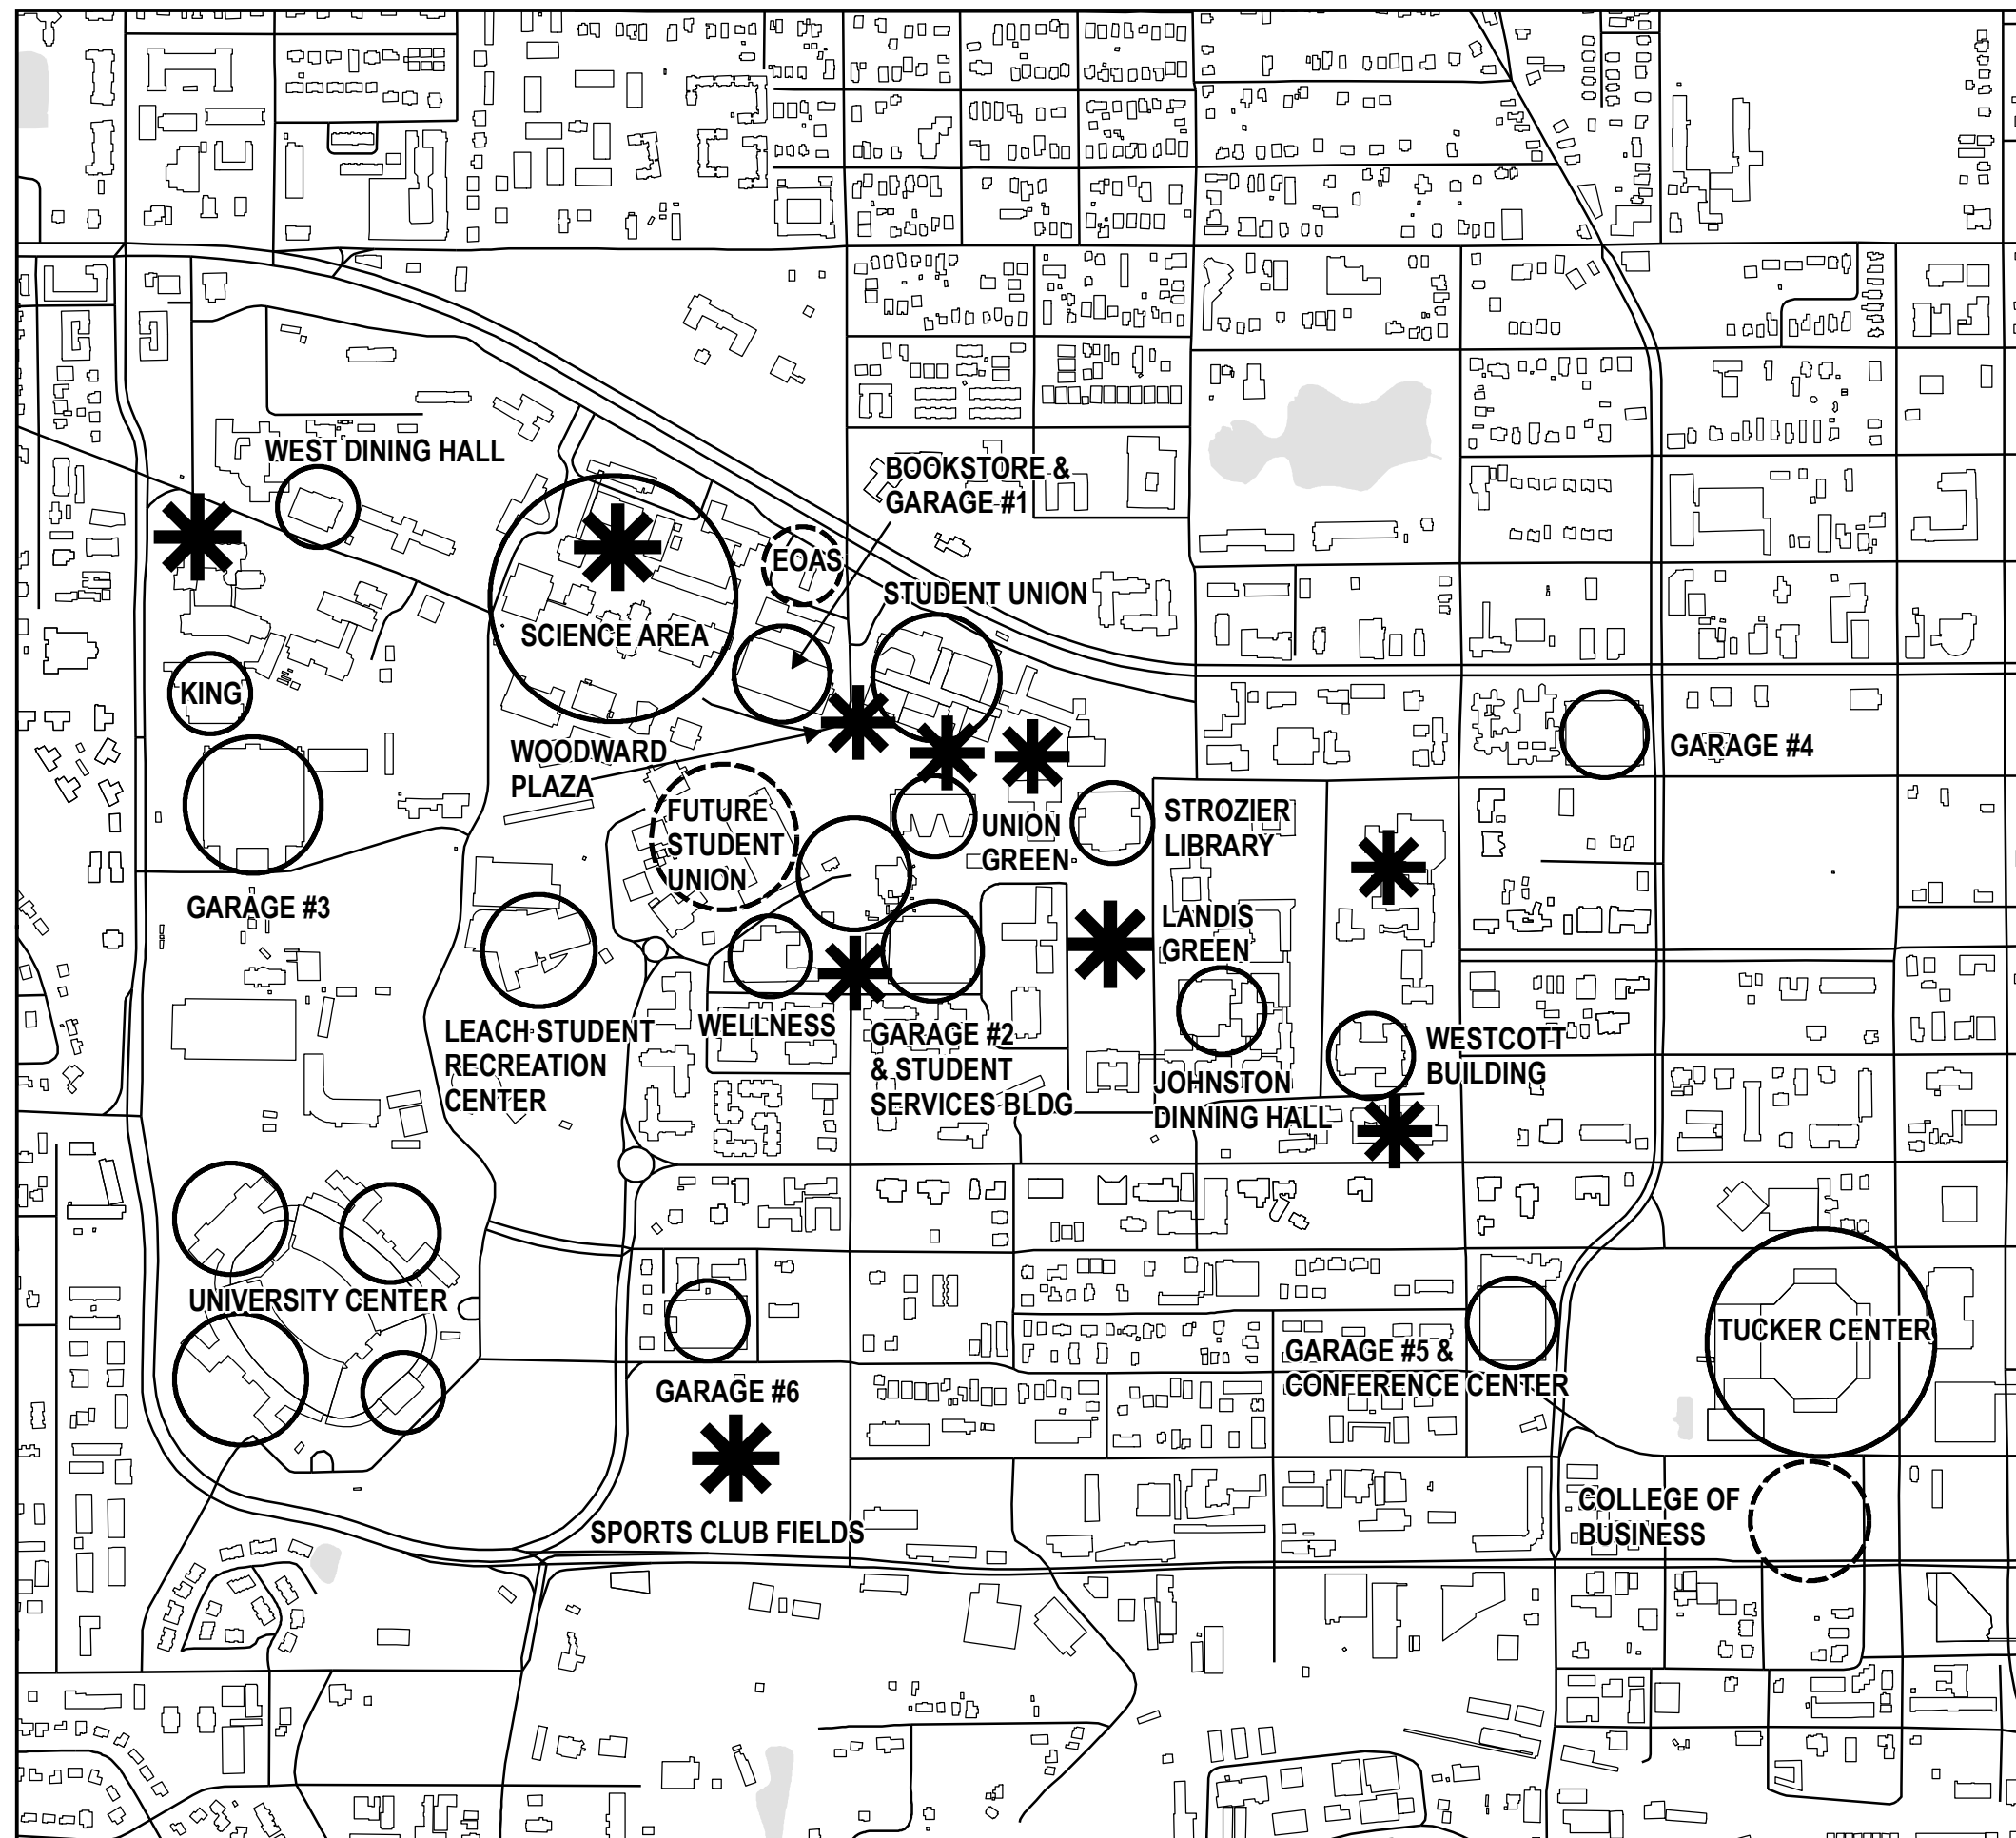 WEST DINING HALL
BOOKSTORE &
GARAGE #1
EOAS
STUDENT UNION
SCIENCE AREA
KING
WOODWARD
PLAZA
GARAGE #4
FUTURE
STUDENT
UNION
UNION
GREEN
STROZIER
LIBRARY
GARAGE #3
LANDIS
GREEN
LEACH STUDENT
RECREATION
CENTER
WELLNESS
GARAGE #2
& STUDENT
SERVICES BLDG
WESTCOTT
BUILDING
JOHNSTON
DINNING HALL
UNIVERSITY CENTER
TUCKER CENTER
GARAGE #5 &
CONFERENCE CENTER
GARAGE #6
COLLEGE OF
BUSINESS
SPORTS CLUB FIELDS